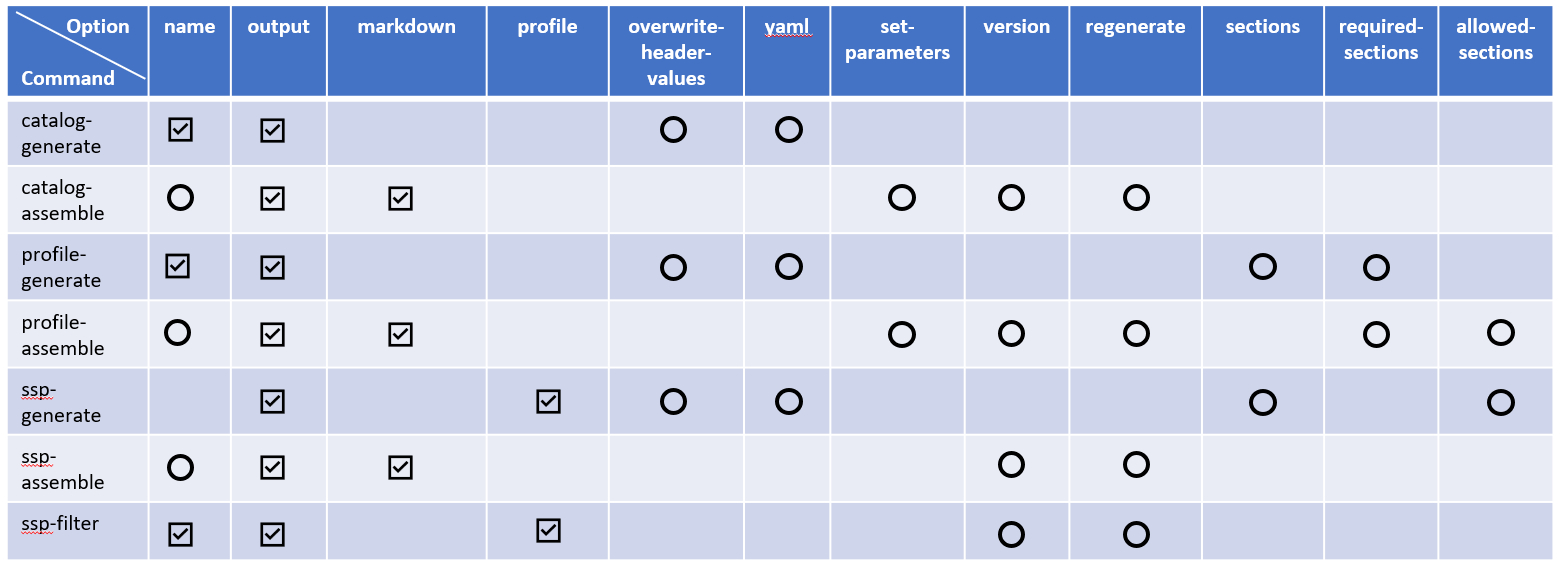 Option name output markdown profile overwrite- yaml set- version regenerate sections required- allowed-
header- parameters sections sections
Command values
catalog- ☑ ☑ ○ ○
generate
catalog- ○ ☑ ☑ ○ ○ ○
assemble
profile- ☑ ☑ ○ ○ ○ ○
generate
profile- ○ ☑ ☑ ○ ○ ○ ○ ○
assemble
ssp- ☑ ☑ ○ ○ ○ ○
generate
ssp- ○ ☑ ☑ ○ ○
assemble
ssp-filter ☑ ☑ ☑ ○ ○